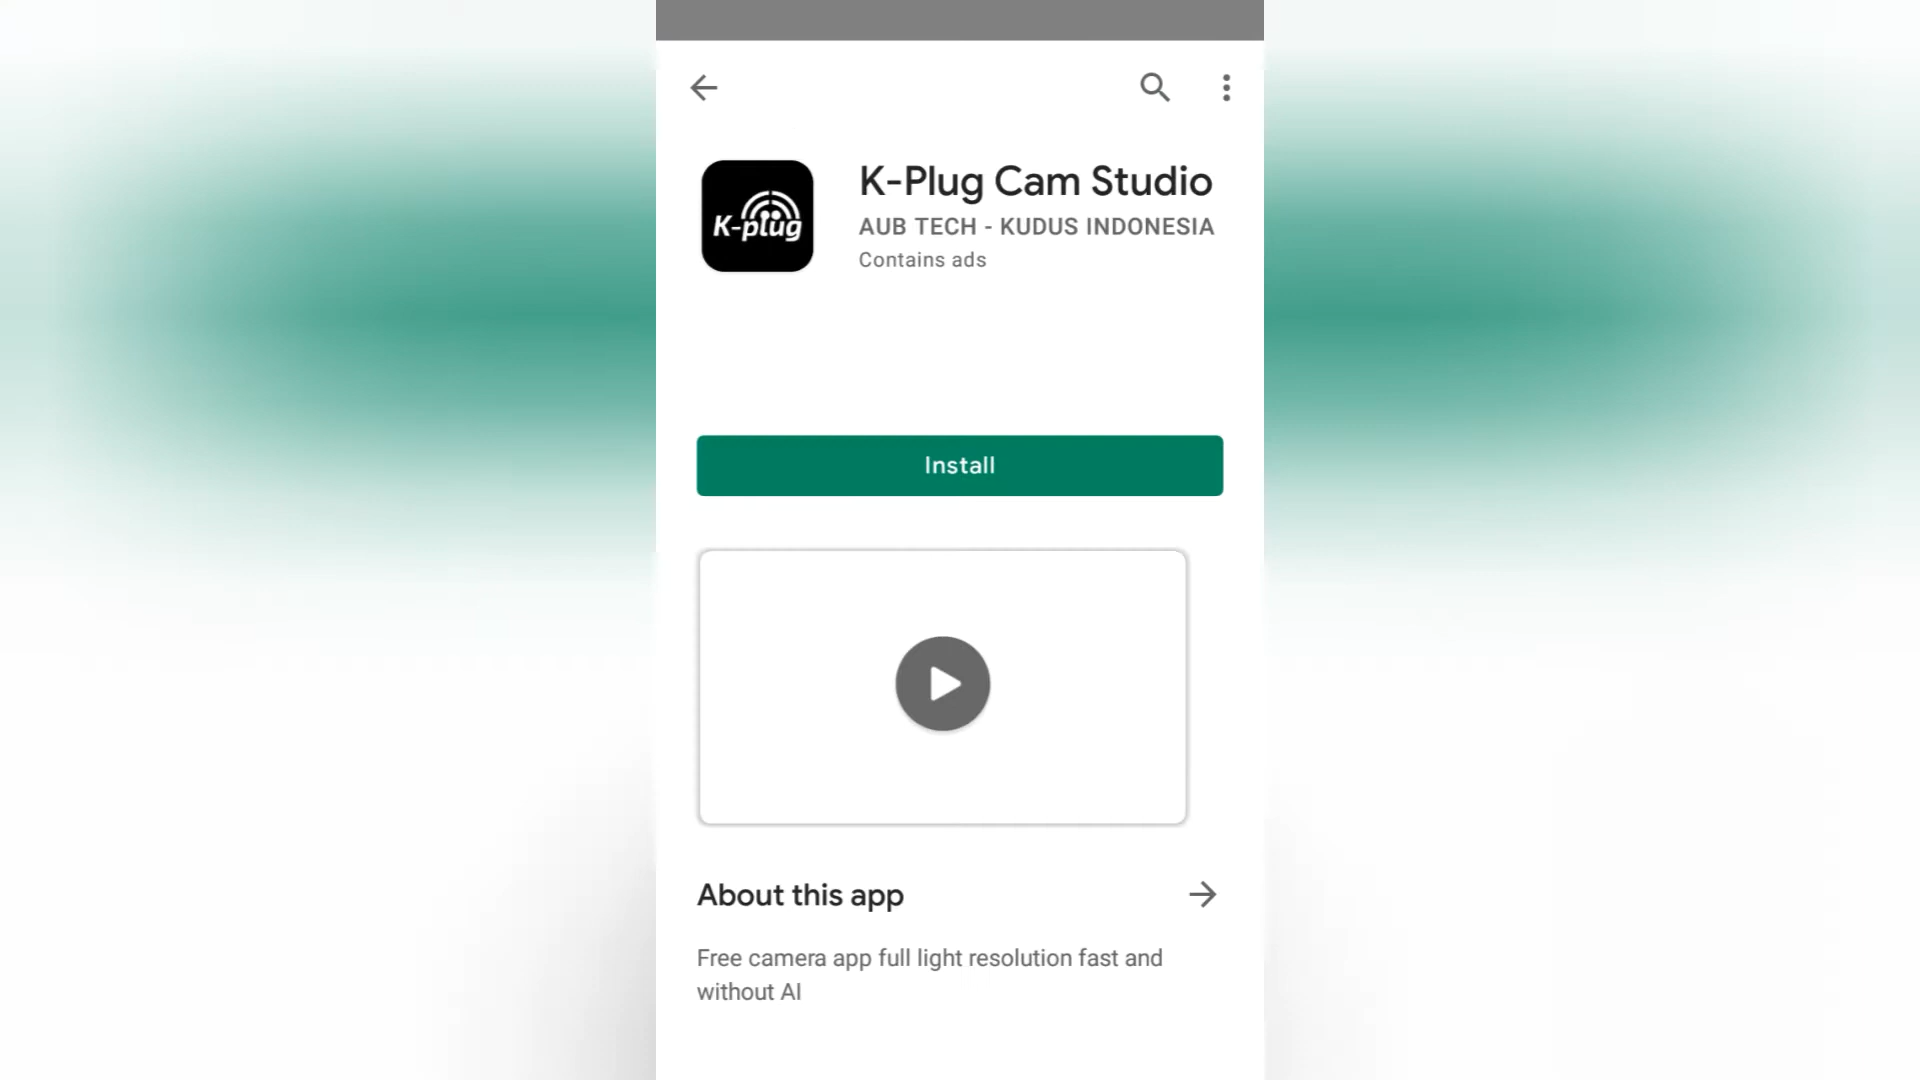 K-plug
K-Plug Cam Studio
AUB TECH - KUDUS INDONESIA
Contains ads
Install
About this app
Free camera app full light resolution fast and
without AI